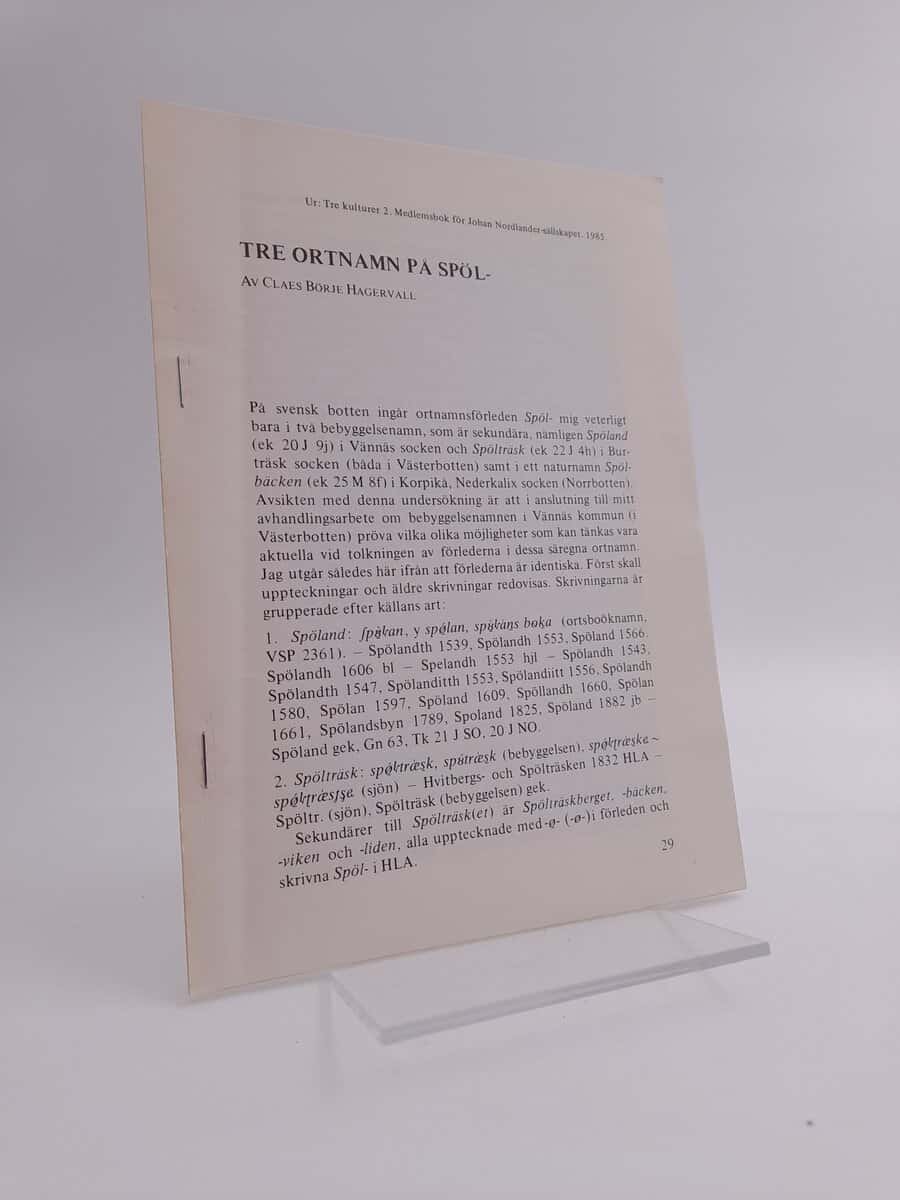 Ur: Tre kulturer 2. Medlemsbok för Johan Nordlander-sällskapet. 1985
TRE ORTNAMN PÅ SPÖL-
AV CLAES BÖRJE HAGERVALL
På svensk botten ingår ortnamnsförleden Spöl- mig veterligt
bara i två bebyggelsenamn, som är sekundära, nämligen Spöland
(ek 20 J 9j) i Vännäs socken och Spölträsk (ek 22 J 4h) i Bur-
träsk socken (båda i Västerbotten) samt i ett naturnamn Spöl-
bäcken (ek 25 M 8f) i Korpikå, Nederkalix socken (Norrbotten).
Avsikten med denna undersökning är att i anslutning till mitt
avhandlingsarbete om bebyggelsenamnen i Vännäs kommun (i
Västerbotten) pröva vilka olika möjligheter som kan tänkas vara
aktuella vid tolkningen av förlederna i dessa säregna ortnamn.
Jag utgår således här ifrån att förlederna är identiska. Först skall
uppteckningar och äldre skrivningar redovisas. Skrivningarna är
grupperade efter källans art:
1. Spöland: y (ortsboöknamn,
VSP 2361). – Spölandth 1539, Spölandh 1553, Spöland 1566.
Spölandh 1606 bl – Spelandh 1553 hjl – Spölandh 1543,
Spölandth 1547, Spölanditth 1553, Spölandiitt 1556, Spölandh
1580, Spölan 1597, Spöland 1609, Spöllandh 1660, Spölan
1661, Spölandsbyn 1789, Spoland 1825, Spöland 1882 jb –
Spöland gek, Gn 63, Tk 21 J SO, 20 J NO.
2. Spölträsk: (bebyggelsen), ~
(sjön) – Hvitbergs- och Spölträsken 1832 HLA –
Spöltr. (sjön), Spölträsk (bebyggelsen) gek.
Sekundärer till Spölträsk(et) är Spölträskberget, -bäcken,
-viken och -liden, alla upptecknade med -ø- (-ø-) i förleden och
skrivna Spöl- i HLA.
29